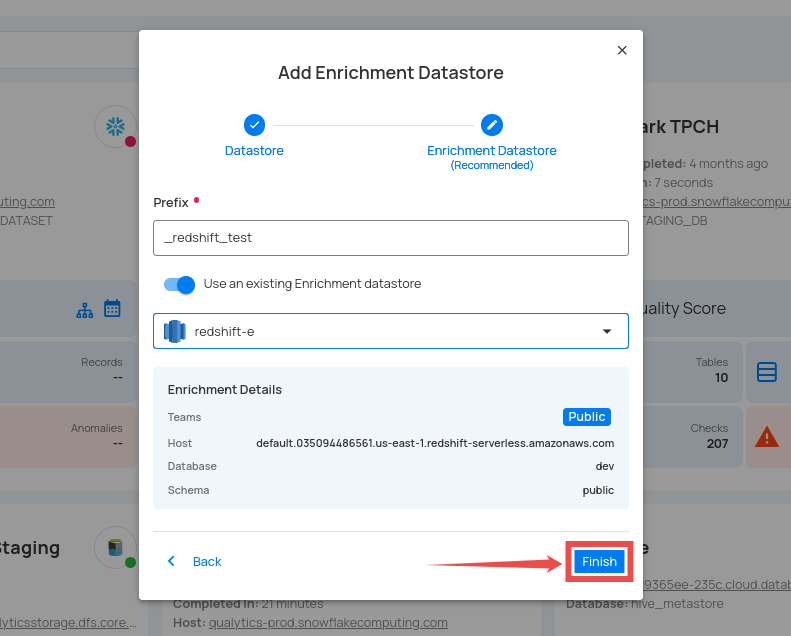 Add Enrichment Datastore
Datastore
Enrichment Datastore
(Recommended)
Prefix
_redshift_test
Use an existing Enrichment datastore
redshift-e
Enrichment Details
Teams Public
Host default.035094486561.us-east-1.redshift-serverless.amazonaws.com
Database dev
Schema public
Back
Finish
uting.com
DATASET
Records
--
Anomalies
--
Staging
lyticsstorage.dfs.core....
Completed In: 21 minutes
Host: qualytics-prod.snowflakecomputing.com
ark TPCH
pleted: 4 months ago
n: 7 seconds
cs-prod.snowflakecompu
TAGING_DB
uality Score
Tables
10
Checks
207
e
9365ee-235c.cloud.datab
Database: hive_metastore